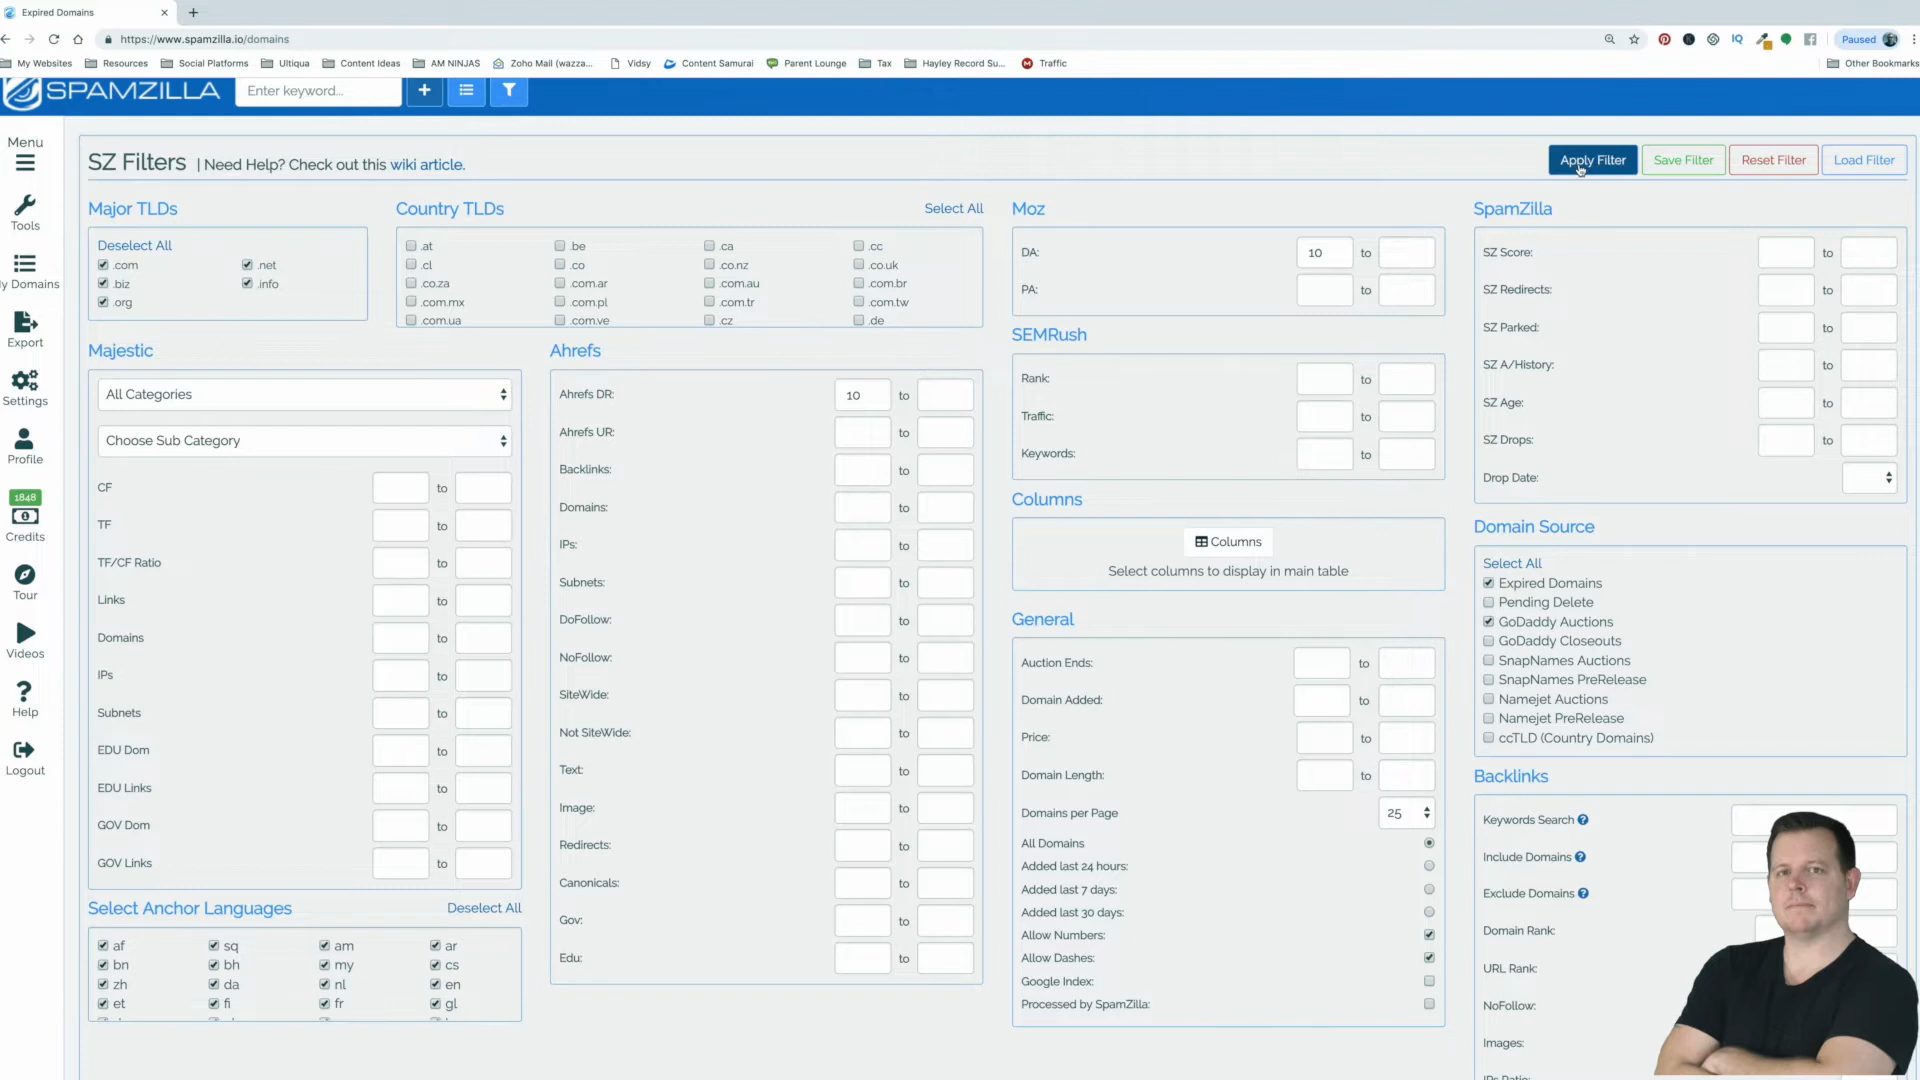 Expired Domains
https://www.spamzilla.io/domains
Paused
My Websites
Resources
Social Platforms
Ultiqua
Content Ideas
AM NINJAS
Zoho Mail (wazza...
Vidsy
Content Samurai
Parent Lounge
Tax
Hayley Record Su...
Traffic
Other Bookmarks
SPAMZILLA
Enter keyword...
Menu
Tools
y Domains
Export
Settings
Profile
1848
Credits
Tour
Videos
Help
Logout
SZ Filters | Need Help? Check out this wiki article.
Apply Filter
Save Filter
Reset Filter
Load Filter
Major TLDs
Deselect All
.com
.net
.biz
.info
.org
Country TLDs
Select All
.at
.be
.ca
.cc
.cl
.co
.co.nz
.co.uk
.co.za
.com.ar
.com.au
.com.br
.com.mx
.com.pl
.com.tr
.com.tw
.com.ua
.com.ve
.cz
.de
Majestic
All Categories
Choose Sub Category
CF to
TF to
TF/CF Ratio to
Links to
Domains to
IPs to
Subnets to
EDU Dom to
EDU Links to
GOV Dom to
GOV Links to
Select Anchor Languages
Deselect All
af
sq
am
ar
bn
bh
my
cs
zh
da
nl
en
et
fi
fr
gl
Ahrefs
Ahrefs DR: 10 to
Ahrefs UR: to
Backlinks: to
Domains: to
IPs: to
Subnets: to
DoFollow: to
NoFollow: to
SiteWide: to
Not SiteWide: to
Text: to
Image: to
Redirects: to
Canonicals: to
Gov: to
Edu: to
Moz
DA: 10 to
PA: to
SEMRush
Rank: to
Traffic: to
Keywords: to
Columns
Columns
Select columns to display in main table
General
Auction Ends: to
Domain Added: to
Price: to
Domain Length: to
Domains per Page 25
All Domains
Added last 24 hours:
Added last 7 days:
Added last 30 days:
Allow Numbers:
Allow Dashes:
Google Index:
Processed by SpamZilla:
SpamZilla
SZ Score: to
SZ Redirects: to
SZ Parked: to
SZ A/History: to
SZ Age: to
SZ Drops: to
Drop Date:
Domain Source
Select All
Expired Domains
Pending Delete
GoDaddy Auctions
GoDaddy Closeouts
SnapNames Auctions
SnapNames PreRelease
Namejet Auctions
Namejet PreRelease
ccTLD (Country Domains)
Backlinks
Keywords Search ?
Include Domains ?
Exclude Domains ?
Domain Rank:
URL Rank:
NoFollow:
Images: